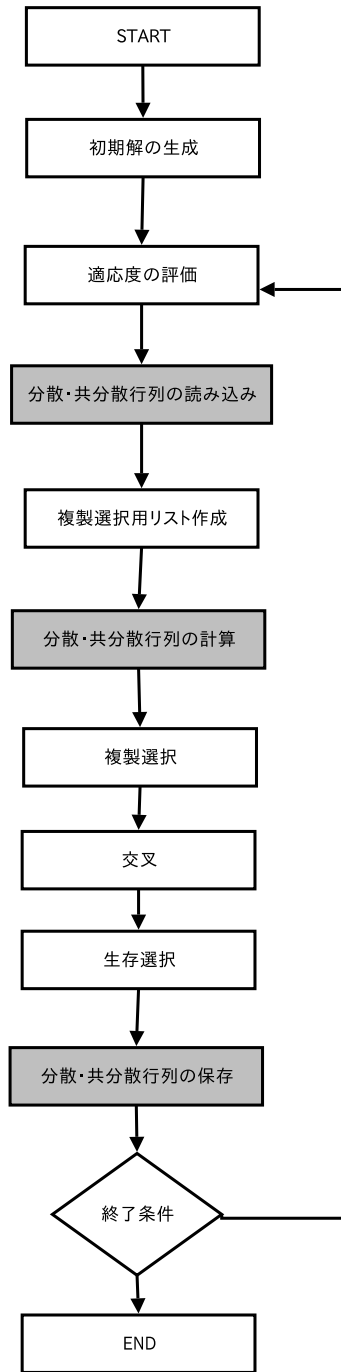 START
初期解の生成
適応度の評価
分散・共分散行列の読み込み
複製選択用リスト作成
分散・共分散行列の計算
複製選択
交叉
生存選択
分散・共分散行列の保存
終了条件
END